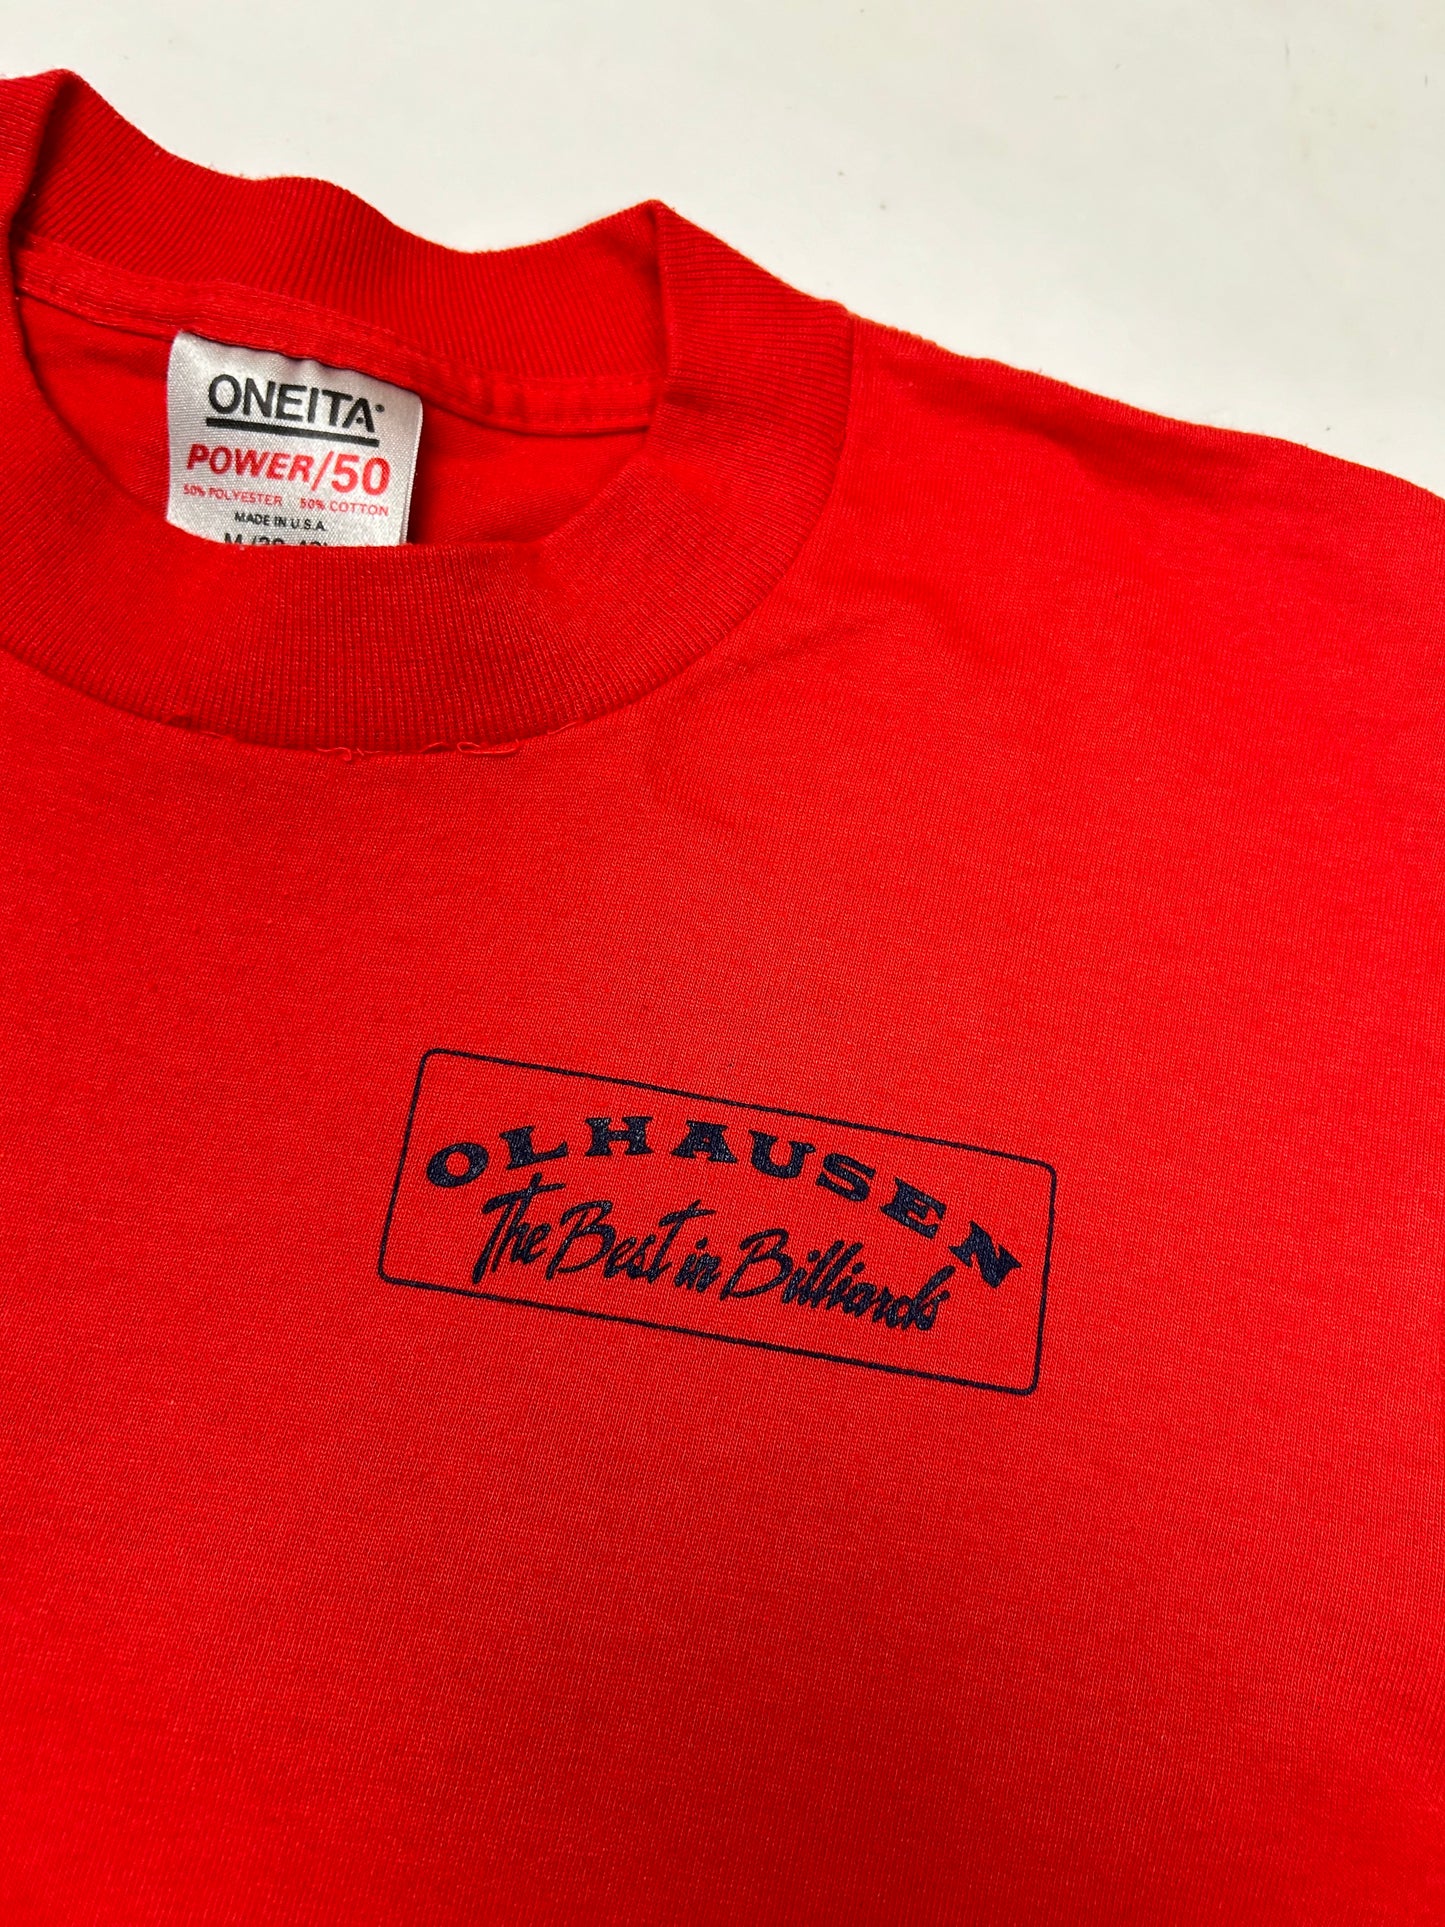 ONEITA®
POWER/50
50% POLYESTER 50% COTTON
MADE IN U.S.A.
OLHAUSEN
The Best in Billiards